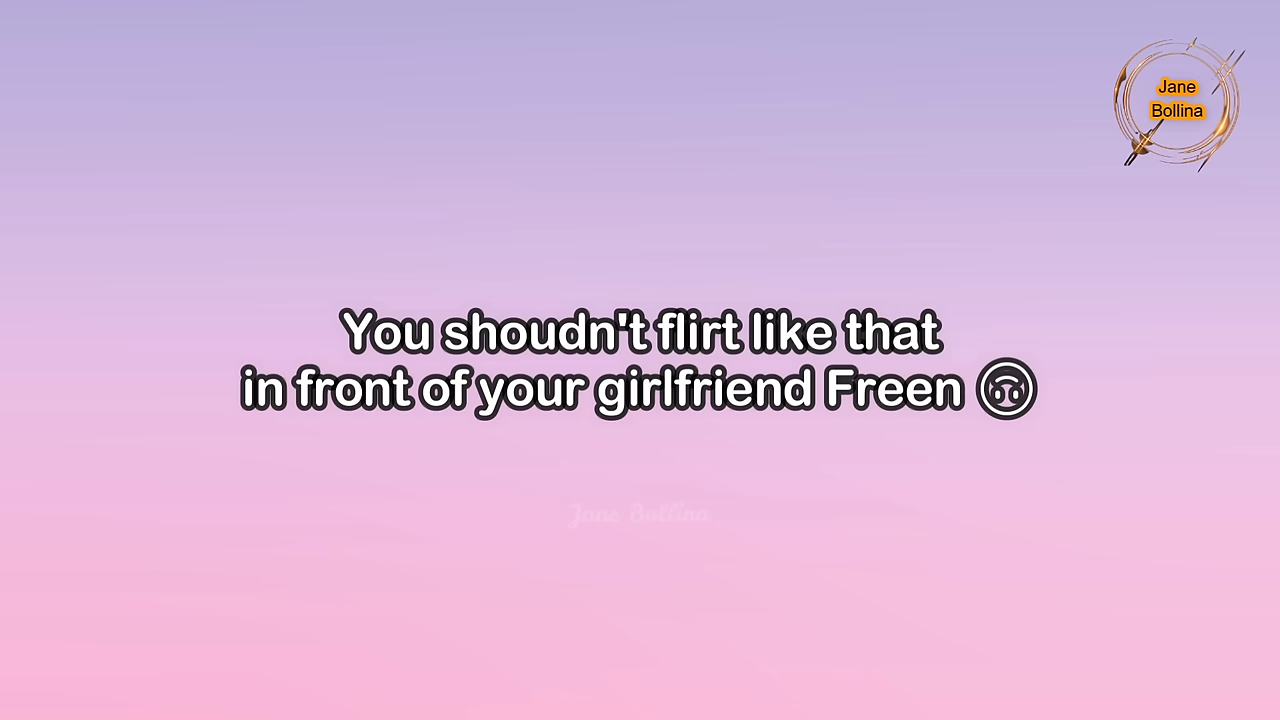 Jane
Bollina
You shoudn't flirt like that
in front of your girlfriend Freen 🙃
Jane Bollina